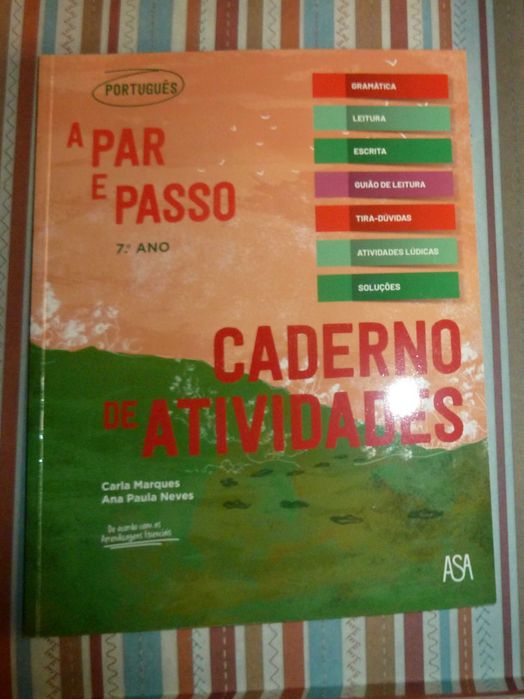 PORTUGUÊS
A PAR
E PASSO
7.º ANO
GRAMÁTICA
LEITURA
ESCRITA
GUIÃO DE LEITURA
TIRA-DÚVIDAS
ATIVIDADES LÚDICAS
SOLUÇÕES
CADERNO
DE ATIVIDADES
Carla Marques
Ana Paula Neves
De acordo com as
Aprendizagens Essenciais
ASA